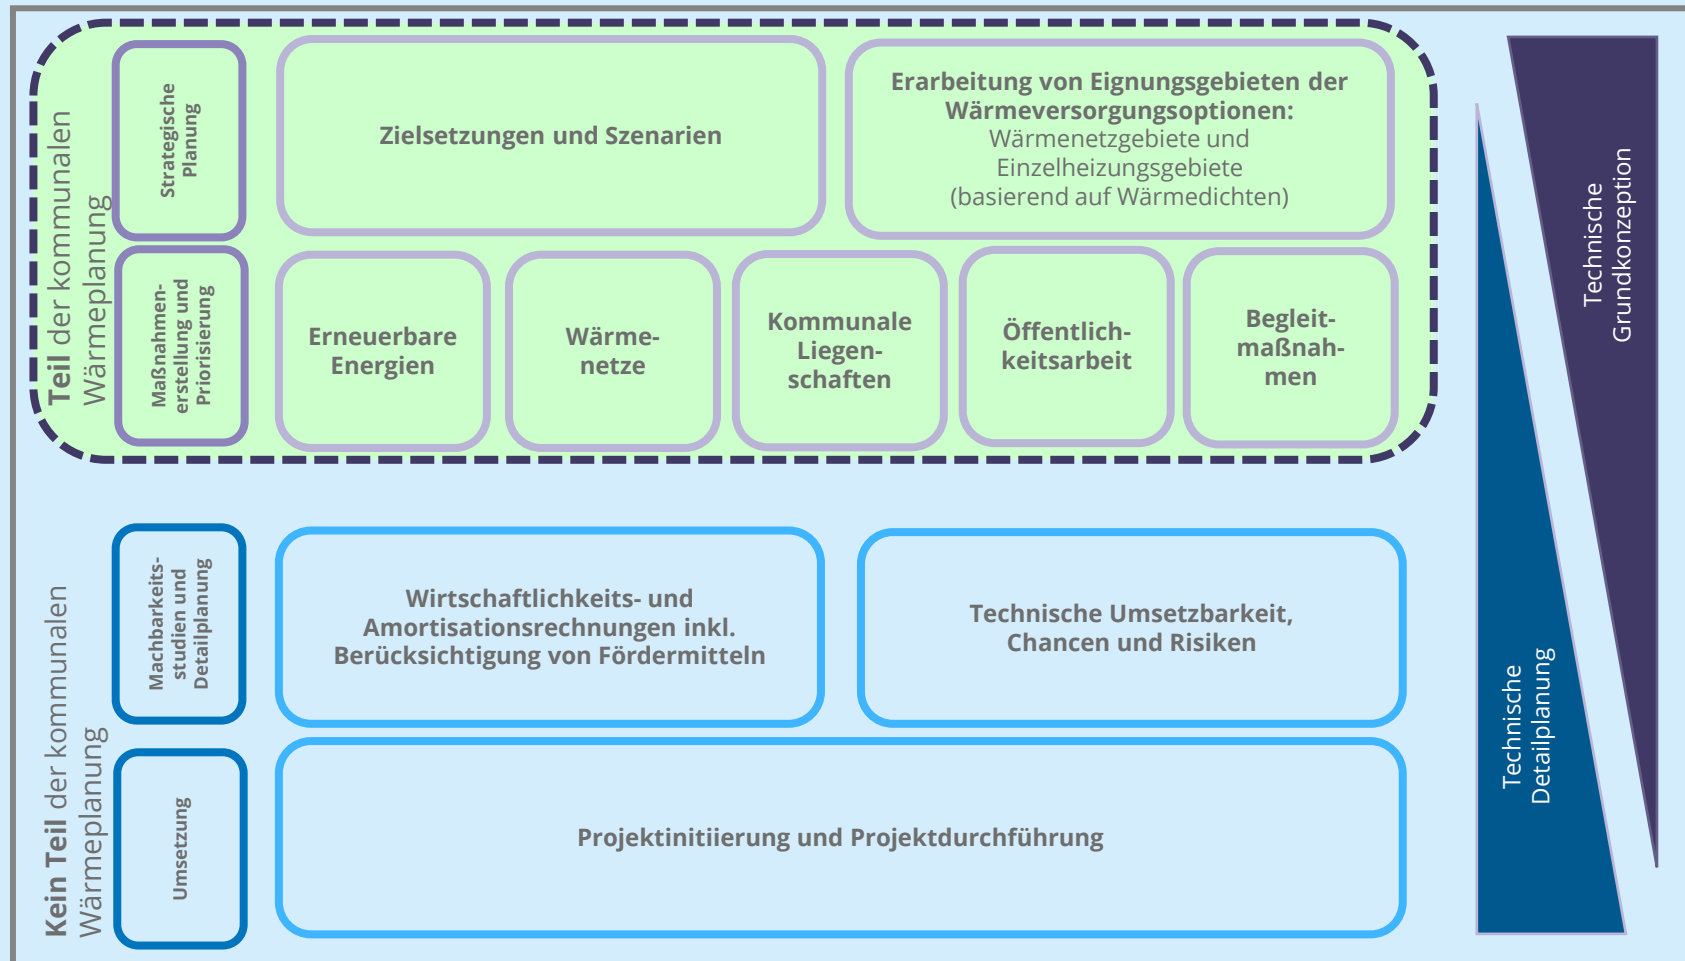 Teil der kommunalen
Wärmeplanung
Strategische
Planung
Zielsetzungen und Szenarien
Erarbeitung von Eignungsgebieten der
Wärmeversorgungsoptionen:
Wärmenetzgebiete und
Einzelheizungsgebiete
(basierend auf Wärmedichten)
Maßnahmen-
erstellung und
Priorisierung
Erneuerbare
Energien
Wärme-
netze
Kommunale
Liegen-
schaften
Öffentlich-
keitsarbeit
Begleit-
maßnah-
men
Kein Teil der kommunalen
Wärmeplanung
Machbarkeits-
studien und
Detailplanung
Wirtschaftlichkeits- und
Amortisationsrechnungen inkl.
Berücksichtigung von Fördermitteln
Technische Umsetzbarkeit,
Chancen und Risiken
Umsetzung
Projektinitiierung und Projektdurchführung
Technische
Detailplanung
Technische
Grundkonzeption